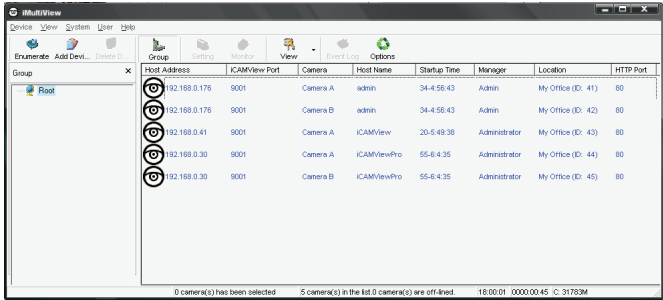 iMultiView
Device View System User Help
Enumerate Add Devi... Delete D... Group Setting Monitor View Event Log Options
Group ×
Root
Host Address iCAMView Port Camera Host Name Startup Time Manager Location HTTP Port
192.168.0.176 9001 Camera A admin 34-4:56:43 Admin My Office (ID: 41) 80
192.168.0.176 9001 Camera B admin 34-4:56:43 Admin My Office (ID: 42) 80
192.168.0.41 9001 Camera A iCAMView 20-5:49:38 Administrator My Office (ID: 43) 80
192.168.0.30 9001 Camera A iCAMViewPro 55-6:4:35 Administrator My Office (ID: 44) 80
192.168.0.30 9001 Camera B iCAMViewPro 55-6:4:35 Administrator My Office (ID: 45) 80
0 camera(s) has been selected 5 camera(s) in the list.0 camera(s) are off-lined. 18:00:01 0000:00:45 C: 31783M